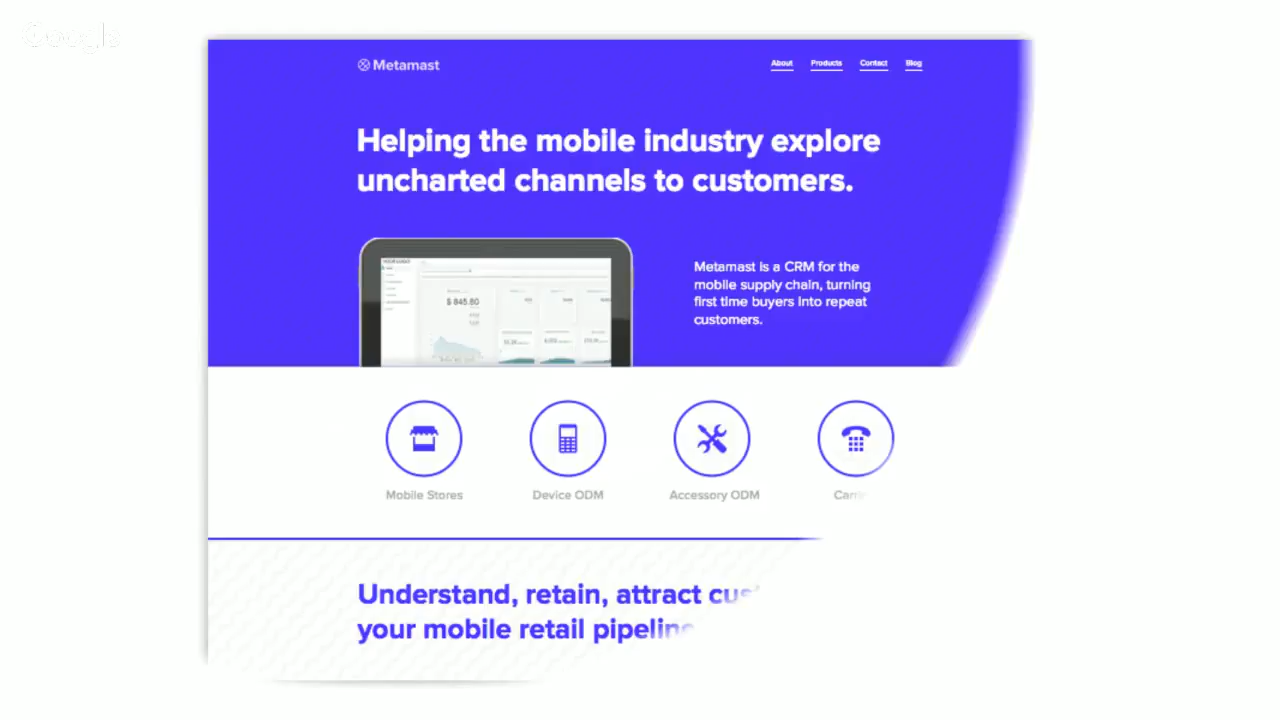 Google
Metamast
About Products Contact Blog
Helping the mobile industry explore
uncharted channels to customers.
$ 845.80
Metamast is a CRM for the
mobile supply chain, turning
first time buyers into repeat
customers.
Mobile Stores
Device ODM
Accessory ODM
Understand, retain, attract
your mobile retail pipeline